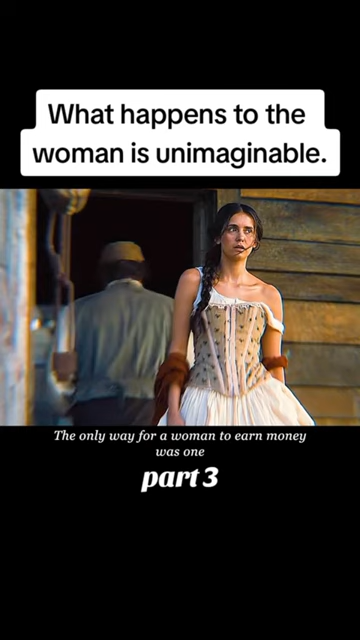 What happens to the
woman is unimaginable.
The only way for a woman to earn money
was one
part 3